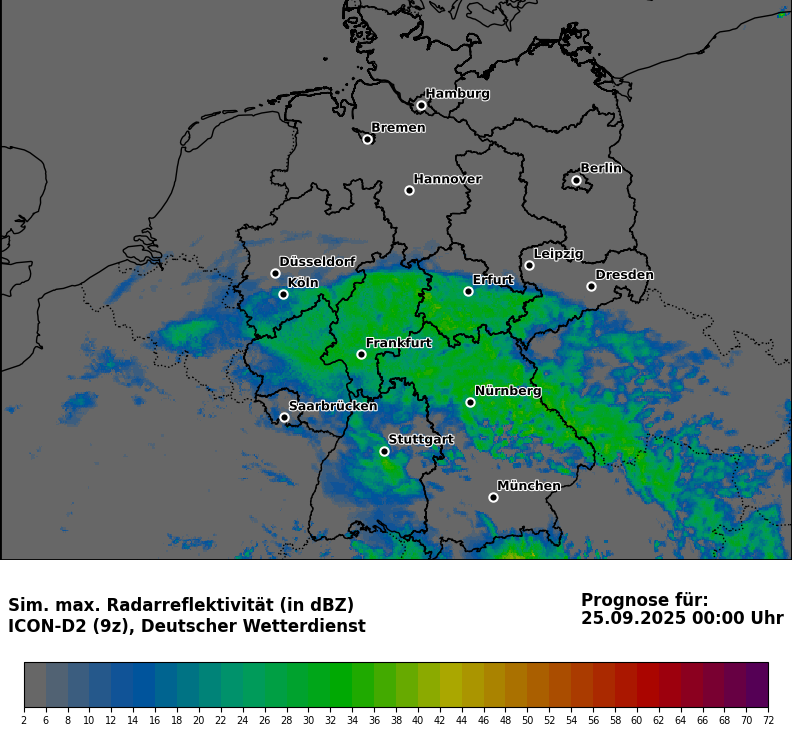 Hamburg
Bremen
Berlin
Hannover
Leipzig
Düsseldorf
Dresden
Köln
Erfurt
Frankfurt
Nürnberg
Saarbrücken
Stuttgart
München
Sim. max. Radarreflektivität (in dBZ)
ICON-D2 (9z), Deutscher Wetterdienst
Prognose für:
25.09.2025 00:00 Uhr
2 6 8 10 12 14 16 18 20 22 24 26 28 30 32 34 36 38 40 42 44 46 48 50 52 54 56 58 60 62 64 66 68 70 72